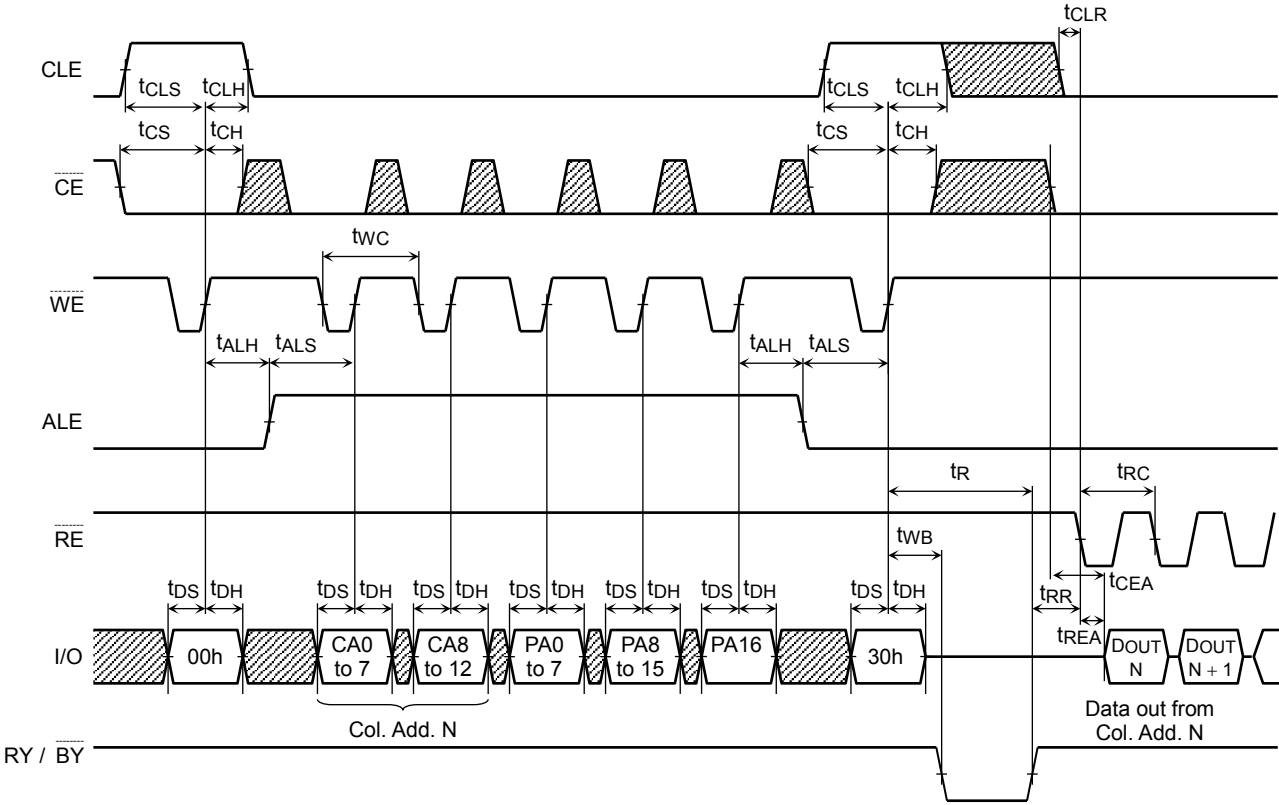 tCLR
CLE
tCLS tCLH tCLS tCLH
tCS tCH tCS tCH
CE
tWC
WE
tALH tALS tALH tALS
ALE
tR tRC
RE
tWB
tCEA
tDS tDH tDS tDH tDS tDH tDS tDH tDS tDH tDS tDH tDS tDH
tRR
tREA
I/O 00h CA0 to 7 CA8 to 12 PA0 to 7 PA8 to 15 PA16 30h DOUT N DOUT N + 1
Col. Add. N
Data out from
Col. Add. N
RY / BY